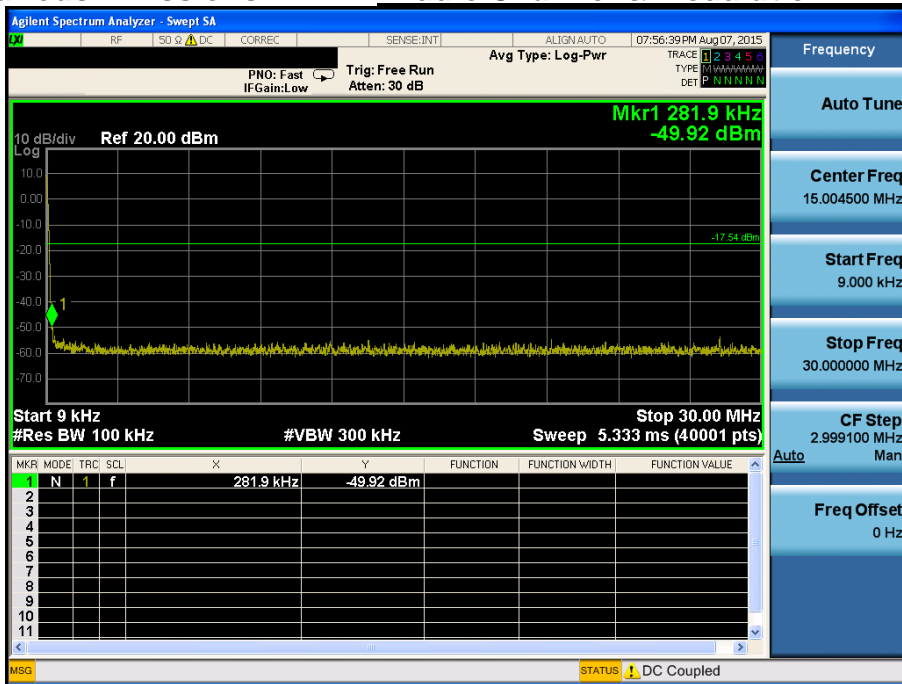 Agilent Spectrum Analyzer - Swept SA
LXI RF 50 Ω DC CORREC SENSE:INT ALIGN AUTO 07:56:39 PM Aug 07, 2015
PNO: Fast IFGain:Low Trig: Free Run Atten: 30 dB Avg Type: Log-Pwr
TRACE 1 2 3 4 5 6
TYPE M
DET P N N N N N
Mkr1 281.9 kHz
-49.92 dBm
10 dB/div Ref 20.00 dBm
Log
10.0
0.00
-10.0
-17.54 dBm
-20.0
-30.0
-40.0
1
-50.0
-60.0
-70.0
Start 9 kHz Stop 30.00 MHz
#Res BW 100 kHz #VBW 300 kHz Sweep 5.333 ms (40001 pts)
MKR MODE TRC SCL X Y FUNCTION FUNCTION WIDTH FUNCTION VALUE
1 N 1 f 281.9 kHz -49.92 dBm
2
3
4
5
6
7
8
9
10
11
MSG STATUS DC Coupled
Frequency
Auto Tune
Center Freq
15.004500 MHz
Start Freq
9.000 kHz
Stop Freq
30.000000 MHz
CF Step
2.999100 MHz
Auto Man
Freq Offset
0 Hz